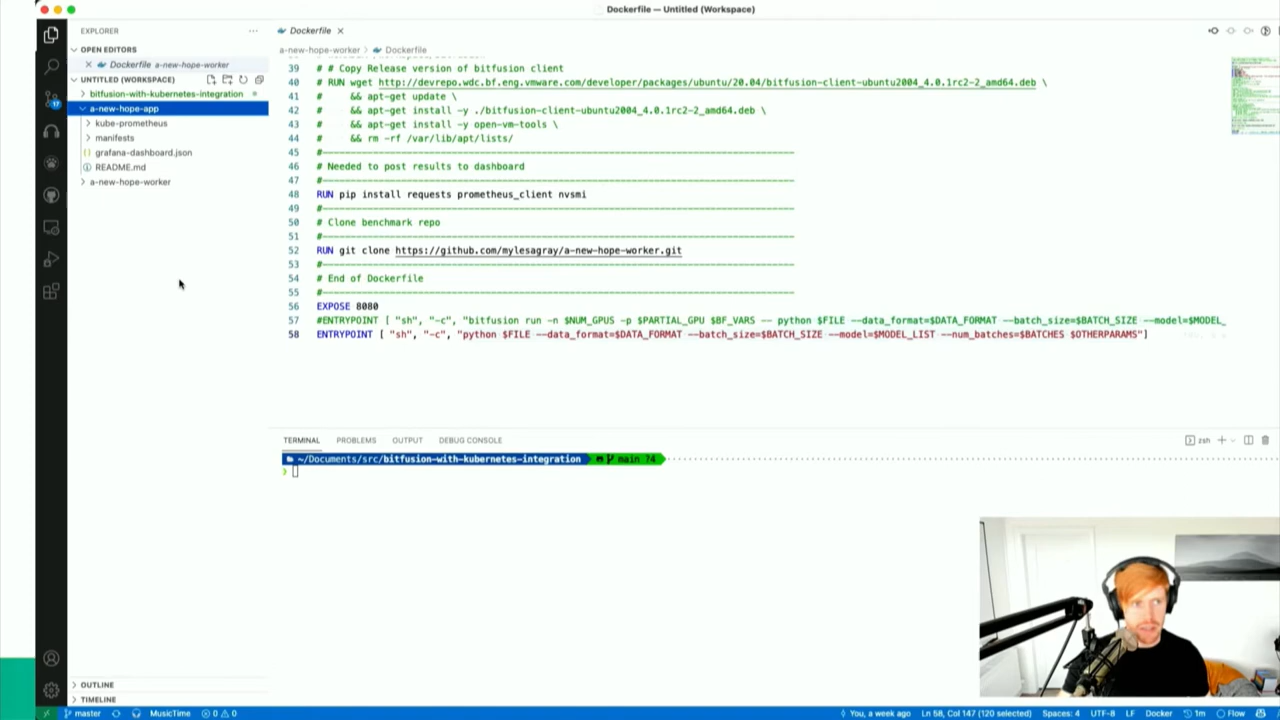 Dockerfile — Untitled (Workspace)
EXPLORER
OPEN EDITORS
Dockerfile a-new-hope-worker
UNTITLED (WORKSPACE)
bitfusion-with-kubernetes-integration
a-new-hope-app
kube-prometheus
manifests
grafana-dashboard.json
README.md
a-new-hope-worker
17
OUTLINE
TIMELINE
Dockerfile
a-new-hope-worker > Dockerfile
39 # # Copy Release version of bitfusion client
40 # RUN wget http://devrepo.wdc.bf.eng.vmware.com/developer/packages/ubuntu/20.04/bitfusion-client-ubuntu2004_4.0.1rc2-2_amd64.deb \
41 #     && apt-get update \
42 #     && apt-get install -y ./bitfusion-client-ubuntu2004_4.0.1rc2-2_amd64.deb \
43 #     && apt-get install -y open-vm-tools \
44 #     && rm -rf /var/lib/apt/lists/
45 #--------------------------------------------------------------------------------
46 # Needed to post results to dashboard
47 #--------------------------------------------------------------------------------
48 RUN pip install requests prometheus_client nvsmi
49 #--------------------------------------------------------------------------------
50 # Clone benchmark repo
51 #--------------------------------------------------------------------------------
52 RUN git clone https://github.com/mylesagray/a-new-hope-worker.git
53 #--------------------------------------------------------------------------------
54 # End of Dockerfile
55 #--------------------------------------------------------------------------------
56 EXPOSE 8080
57 #ENTRYPOINT [ "sh", "-c", "bitfusion run -n $NUM_GPUS -p $PARTIAL_GPU $BF_VARS -- python $FILE --data_format=$DATA_FORMAT --batch_size=$BATCH_SIZE --model=$MODEL_
58 ENTRYPOINT [ "sh", "-c", "python $FILE --data_format=$DATA_FORMAT --batch_size=$BATCH_SIZE --model=$MODEL_LIST --num_batches=$BATCHES $OTHERPARAMS"]
TERMINAL PROBLEMS OUTPUT DEBUG CONSOLE
zsh
~/Documents/src/bitfusion-with-kubernetes-integration main ?4
master MusicTime 0 0 You, a week ago Ln 58, Col 147 (120 selected) Spaces: 4 UTF-8 LF Docker 1m Flow